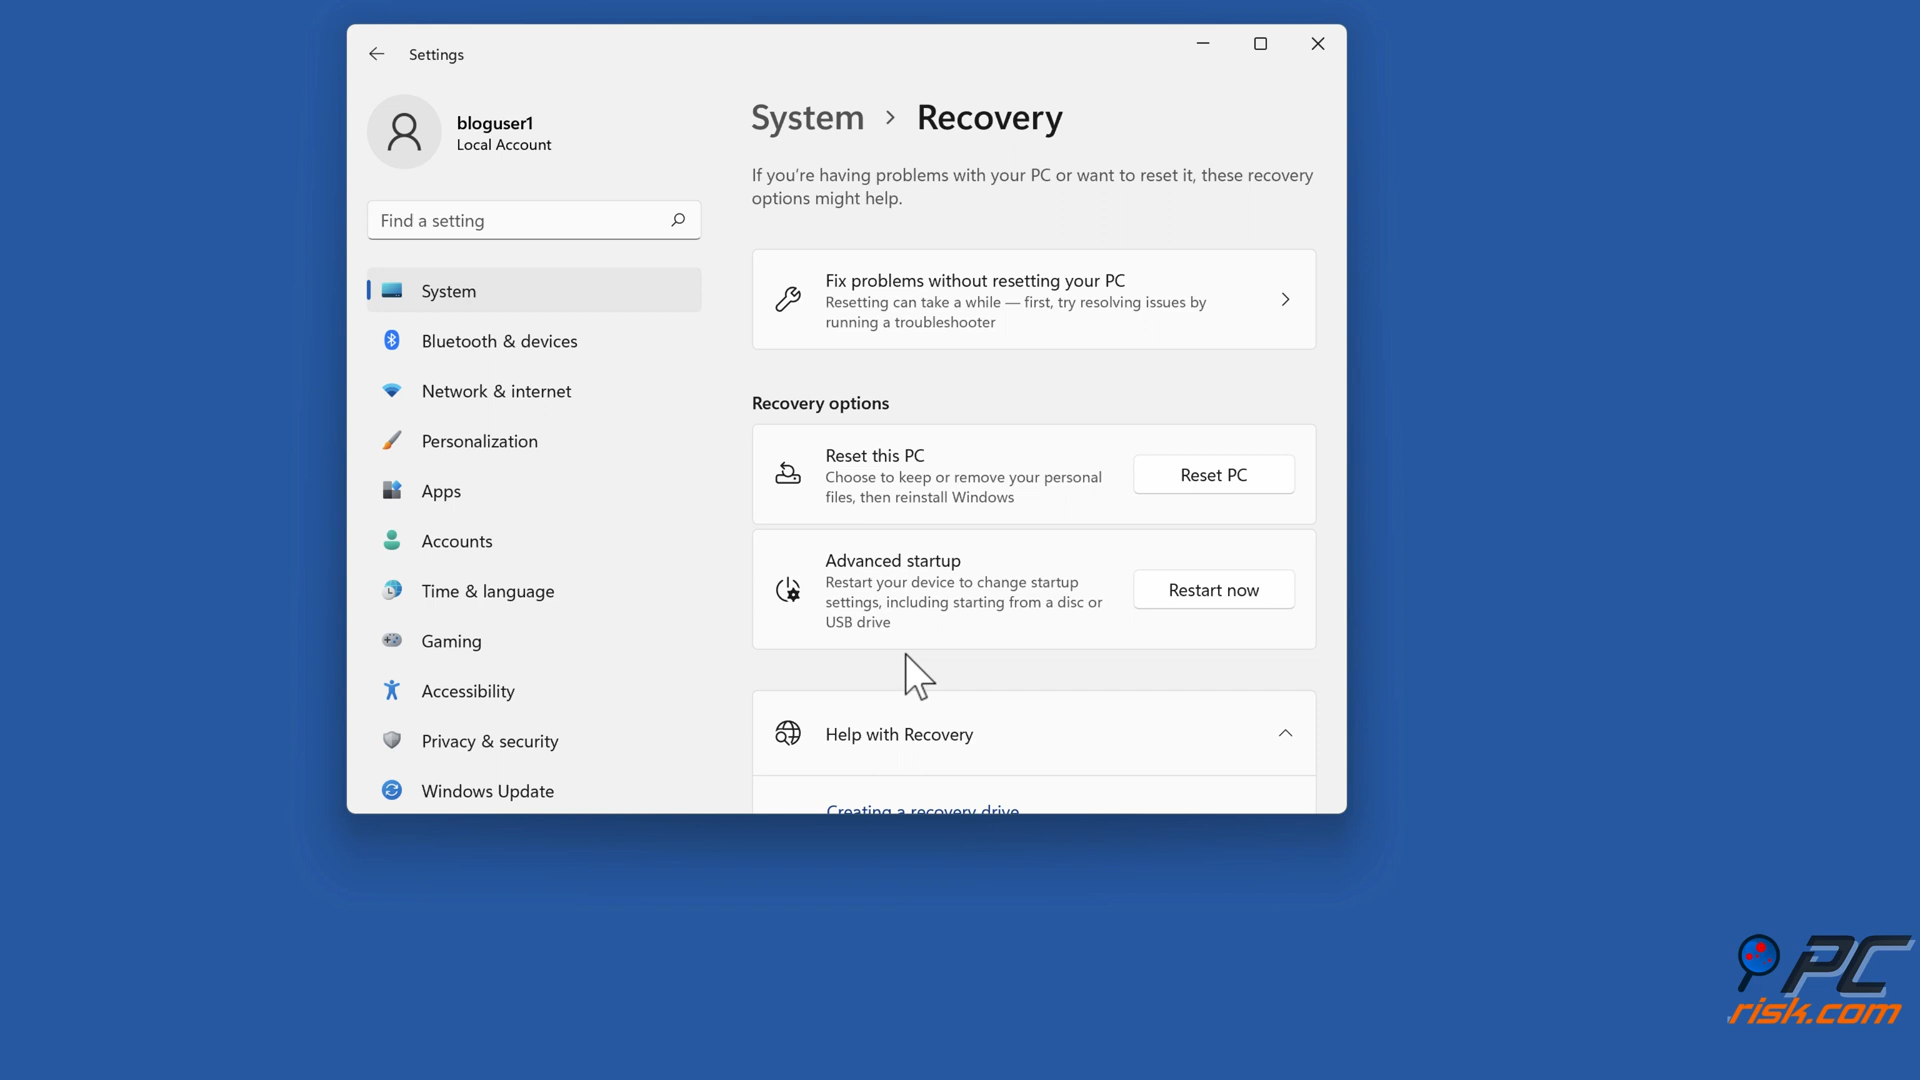 Settings
bloguser1
Local Account
Find a setting
System
Bluetooth & devices
Network & internet
Personalization
Apps
Accounts
Time & language
Gaming
Accessibility
Privacy & security
Windows Update
System > Recovery
If you're having problems with your PC or want to reset it, these recovery
options might help.
Fix problems without resetting your PC
Resetting can take a while — first, try resolving issues by
running a troubleshooter
Recovery options
Reset this PC
Choose to keep or remove your personal
files, then reinstall Windows
Reset PC
Advanced startup
Restart your device to change startup
settings, including starting from a disc or
USB drive
Restart now
Help with Recovery
Creating a recovery drive
PC
risk.com